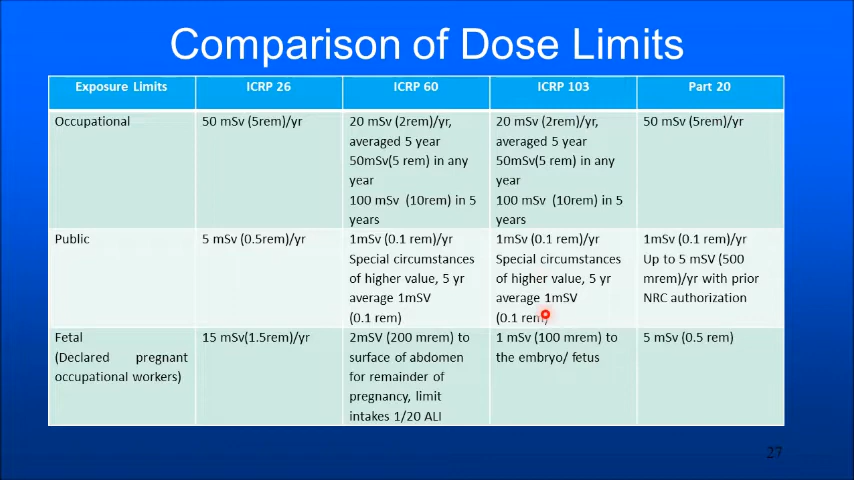 Comparison of Dose Limits
Exposure Limits
ICRP 26
ICRP 60
ICRP 103
Part 20
Occupational
50 mSv (5rem)/yr
20 mSv (2rem)/yr,
averaged 5 year
50mSv(5 rem) in any
year
100 mSv (10rem) in 5
years
20 mSv (2rem)/yr,
averaged 5 year
50mSv(5 rem) in any
year
100 mSv (10rem) in 5
years
50 mSv (5rem)/yr
Public
5 mSv (0.5rem)/yr
1mSv (0.1 rem)/yr
Special circumstances
of higher value, 5 yr
average 1mSV
(0.1 rem)
1mSv (0.1 rem)/yr
Special circumstances
of higher value, 5 yr
average 1mSV
(0.1 rem)
1mSv (0.1 rem)/yr
Up to 5 mSV (500
mrem)/yr with prior
NRC authorization
Fetal
(Declared pregnant
occupational workers)
15 mSv(1.5rem)/yr
2mSV (200 mrem) to
surface of abdomen
for remainder of
pregnancy, limit
intakes 1/20 ALI
1 mSv (100 mrem) to
the embryo/ fetus
5 mSv (0.5 rem)
27